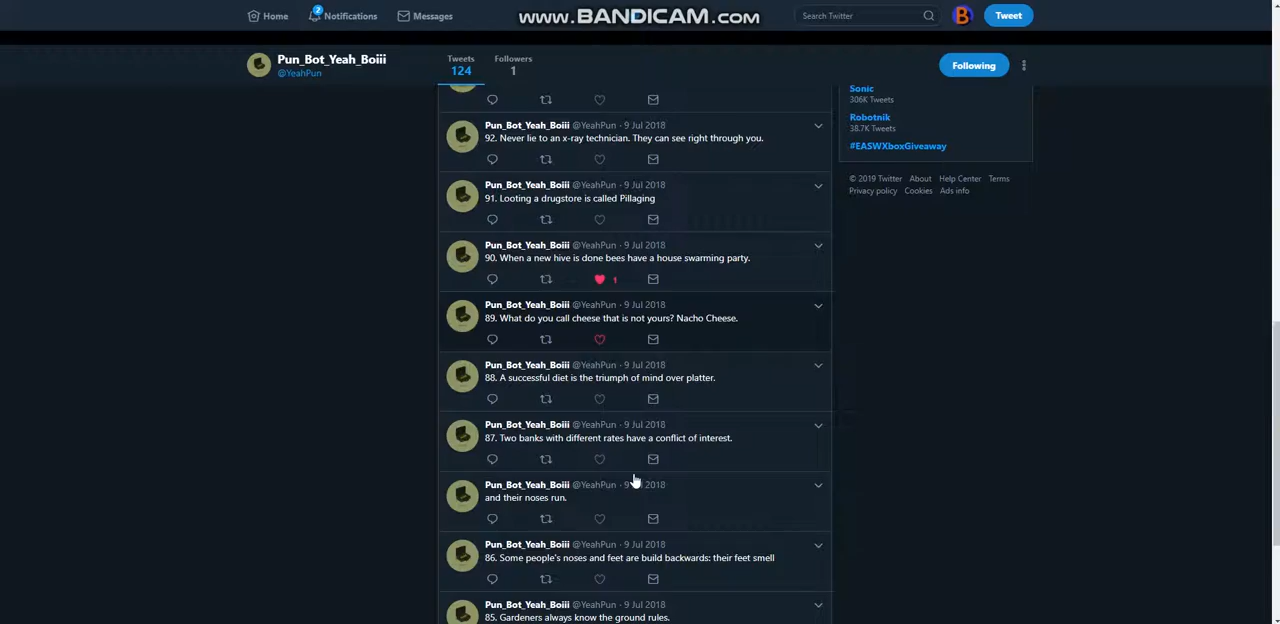 Home
2
Notifications
Messages
www.BANDICAM.com
Search Twitter
B
Tweet
Pun_Bot_Yeah_Boiii
@YeahPun
Tweets
124
Followers
1
Following
Sonic
306K Tweets
Robotnik
38.7K Tweets
#EASWXboxGiveaway
© 2019 Twitter About Help Center Terms
Privacy policy Cookies Ads info
Pun_Bot_Yeah_Boiii @YeahPun · 9 Jul 2018
92. Never lie to an x-ray technician. They can see right through you.
Pun_Bot_Yeah_Boiii @YeahPun · 9 Jul 2018
91. Looting a drugstore is called Pillaging
Pun_Bot_Yeah_Boiii @YeahPun · 9 Jul 2018
90. When a new hive is done bees have a house swarming party.
1
Pun_Bot_Yeah_Boiii @YeahPun · 9 Jul 2018
89. What do you call cheese that is not yours? Nacho Cheese.
Pun_Bot_Yeah_Boiii @YeahPun · 9 Jul 2018
88. A successful diet is the triumph of mind over platter.
Pun_Bot_Yeah_Boiii @YeahPun · 9 Jul 2018
87. Two banks with different rates have a conflict of interest.
Pun_Bot_Yeah_Boiii @YeahPun · 9 Jul 2018
and their noses run.
Pun_Bot_Yeah_Boiii @YeahPun · 9 Jul 2018
86. Some people's noses and feet are build backwards: their feet smell
Pun_Bot_Yeah_Boiii @YeahPun · 9 Jul 2018
85. Gardeners always know the ground rules.